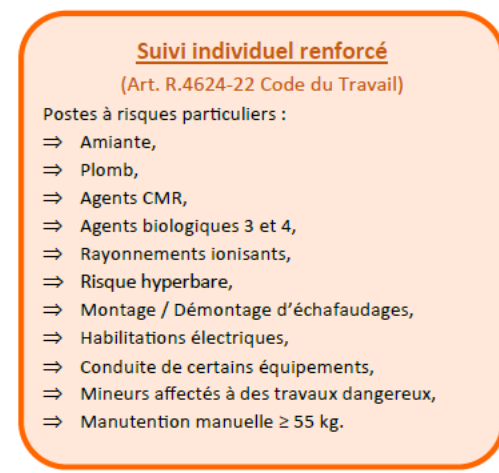 Suivi individuel renforcé
(Art. R.4624-22 Code du Travail)
Postes à risques particuliers :
⇒ Amiante,
⇒ Plomb,
⇒ Agents CMR,
⇒ Agents biologiques 3 et 4,
⇒ Rayonnements ionisants,
⇒ Risque hyperbare,
⇒ Montage / Démontage d’échafaudages,
⇒ Habilitations électriques,
⇒ Conduite de certains équipements,
⇒ Mineurs affectés à des travaux dangereux,
⇒ Manutention manuelle ≥ 55 kg.